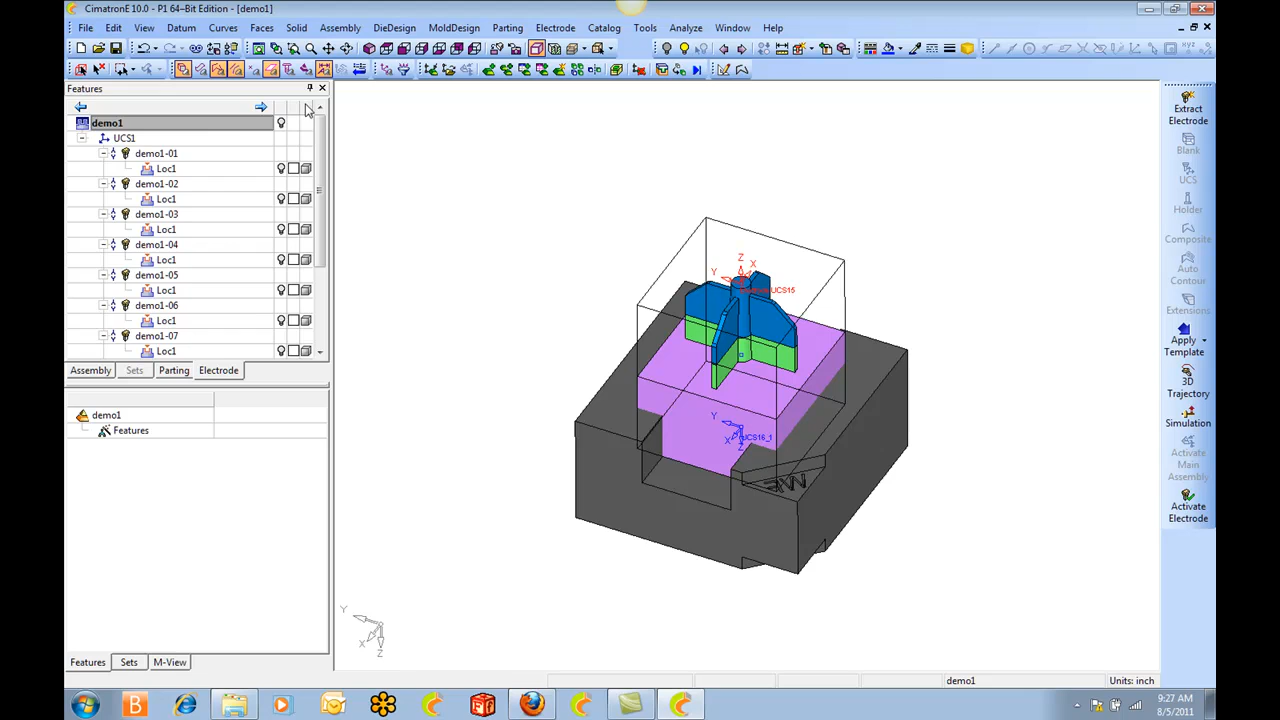 CimatronE 10.0 - P1 64-Bit Edition - [demo1]
File Edit View Datum Curves Faces Solid Assembly DieDesign MoldDesign Parting Electrode Catalog Tools Analyze Window Help
Features
demo1
UCS1
demo1-01
Loc1
demo1-02
Loc1
demo1-03
Loc1
demo1-04
Loc1
demo1-05
Loc1
demo1-06
Loc1
demo1-07
Loc1
Assembly Sets Parting Electrode
demo1
Features
Features Sets M-View
Z
X
Y
UCS15
Y
X
Z
UCS16_1
Y
X
Z
Extract Electrode
Blank
UCS
Holder
Composite
Auto Contour
Extensions
Apply Template
3D Trajectory
Simulation
Activate Main Assembly
Activate Electrode
demo1
Units: inch
9:27 AM
8/5/2011